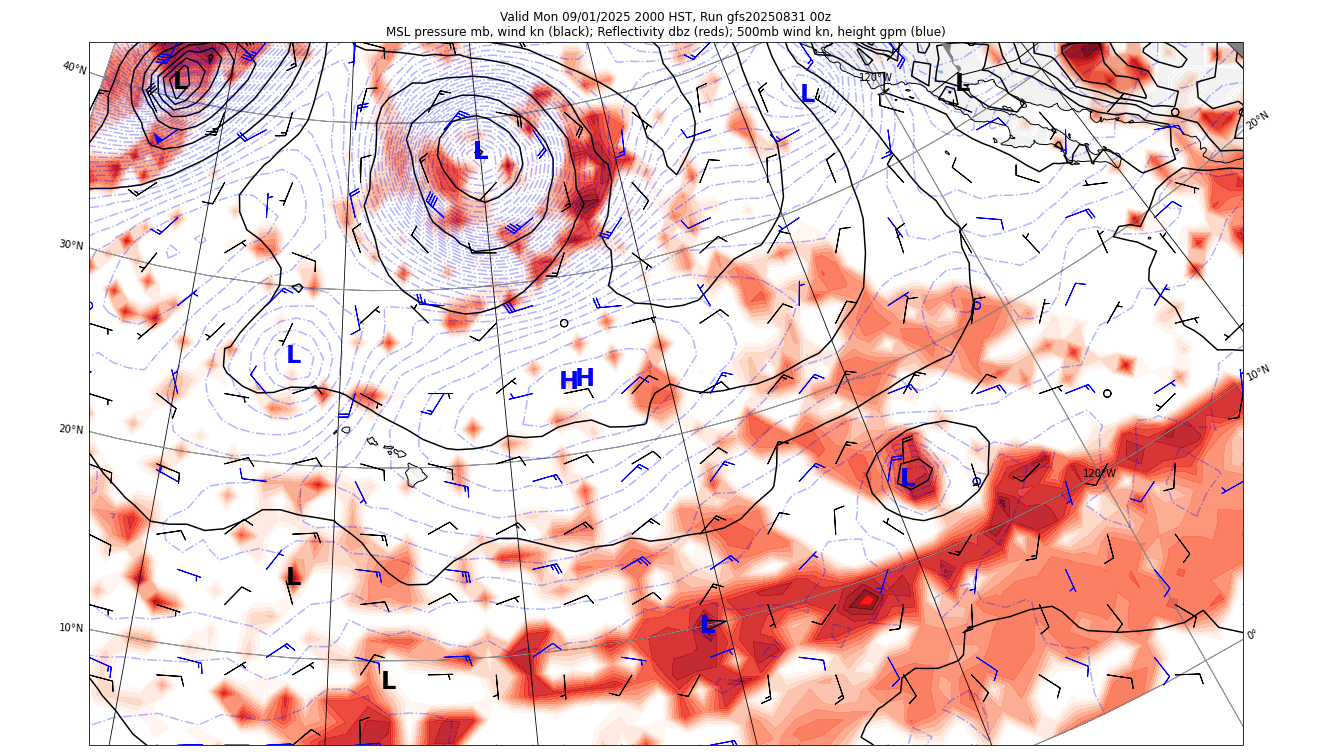 Valid Mon 09/01/2025 2000 HST, Run gfs20250831 00z
MSL pressure mb, wind kn (black); Reflectivity dbz (reds); 500mb wind kn, height gpm (blue)
40°N
L
120°W
L
L
20°N
L
30°N
L
H
H
10°N
20°N
L
120°W
L
10°N
L
0°
L